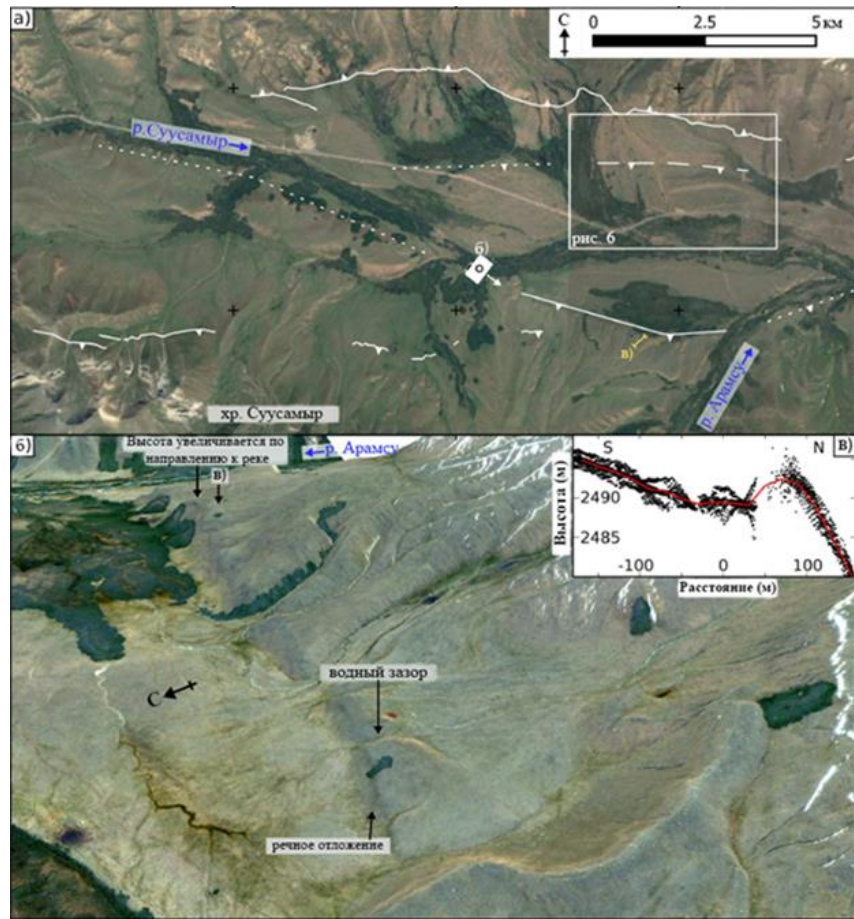 а)
С
0 2.5 5 км
р.Суусамыр
б)
рис. 6
в)
р. Арамсу
хр. Суусамыр
б)
Высота увеличивается по
направлению к реке
р. Арамсу
в)
С
водный зазор
речное отложение
S N В)
Высота (м)
2490
2485
-100 0 100
Расстояние (м)